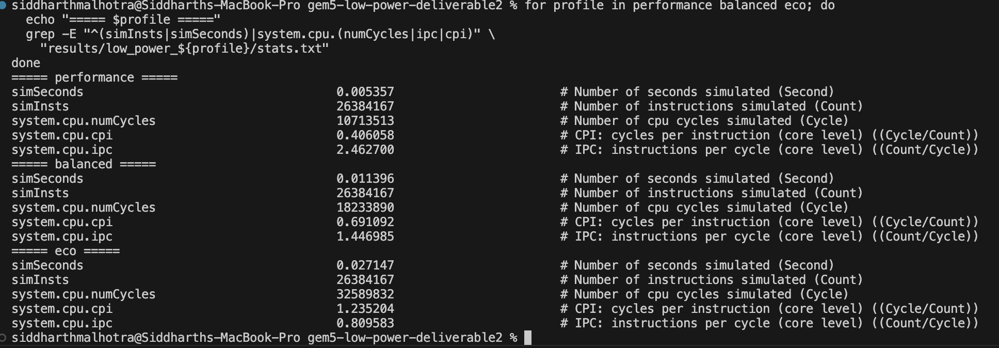 siddharthmalhotra@Siddharths-MacBook-Pro gem5-low-power-deliverable2 % for profile in performance balanced eco; do
  echo "===== $profile ====="
  grep -E "^(simInsts|simSeconds)|system.cpu.(numCycles|ipc|cpi)" \
    "results/low_power_${profile}/stats.txt"
done
===== performance =====
simSeconds                                   0.005357                       # Number of seconds simulated (Second)
simInsts                                     26384167                       # Number of instructions simulated (Count)
system.cpu.numCycles                         10713513                       # Number of cpu cycles simulated (Cycle)
system.cpu.cpi                               0.406058                       # CPI: cycles per instruction (core level) ((Cycle/Count))
system.cpu.ipc                               2.462700                       # IPC: instructions per cycle (core level) ((Count/Cycle))
===== balanced =====
simSeconds                                   0.011396                       # Number of seconds simulated (Second)
simInsts                                     26384167                       # Number of instructions simulated (Count)
system.cpu.numCycles                         18233890                       # Number of cpu cycles simulated (Cycle)
system.cpu.cpi                               0.691092                       # CPI: cycles per instruction (core level) ((Cycle/Count))
system.cpu.ipc                               1.446985                       # IPC: instructions per cycle (core level) ((Count/Cycle))
===== eco =====
simSeconds                                   0.027147                       # Number of seconds simulated (Second)
simInsts                                     26384167                       # Number of instructions simulated (Count)
system.cpu.numCycles                         32589832                       # Number of cpu cycles simulated (Cycle)
system.cpu.cpi                               1.235204                       # CPI: cycles per instruction (core level) ((Cycle/Count))
system.cpu.ipc                               0.809583                       # IPC: instructions per cycle (core level) ((Count/Cycle))
siddharthmalhotra@Siddharths-MacBook-Pro gem5-low-power-deliverable2 %